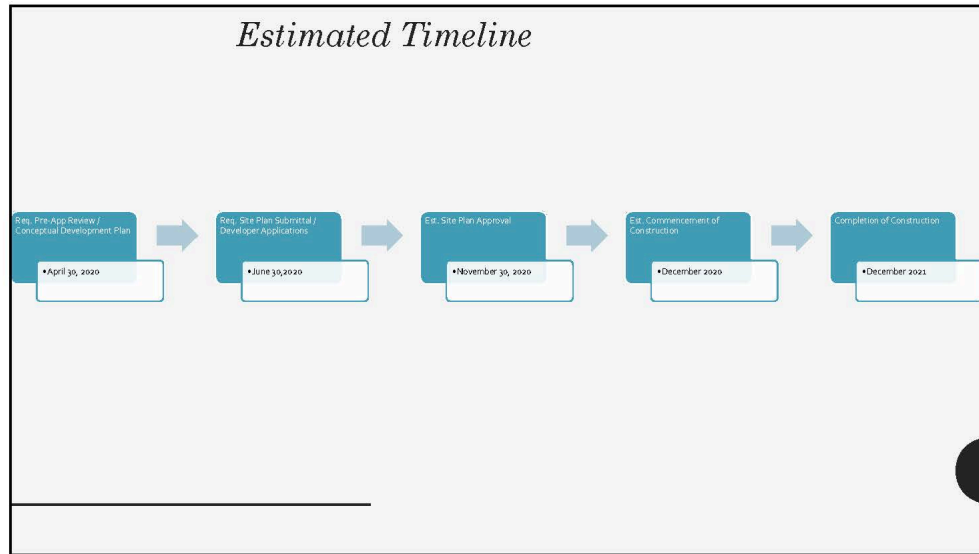 Estimated Timeline
Req. Pre-App Review /
Conceptual Development Plan
•April 30, 2020
Req. Site Plan Submittal /
Developer Applications
•June 30,2020
Est. Site Plan Approval
•November 30, 2020
Est. Commencement of
Construction
•December 2020
Completion of Construction
•December 2021